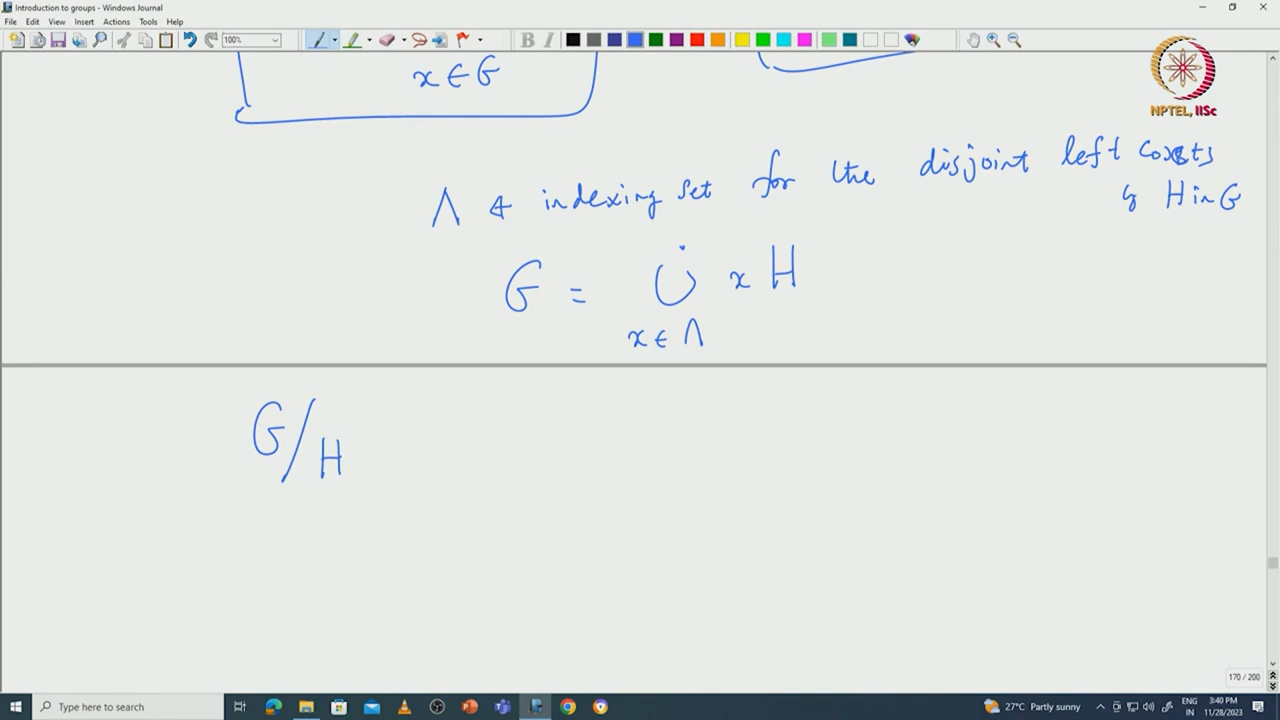 Introduction to groups - Windows Journal
File Edit View Insert Actions Tools Help
100%
B I
x ∈ G
NPTEL, IISc
Λ indexing set for the disjoint left cosets
H in G
G = ∪̇ x H
x ∈ Λ
G/H
170 / 200
Type here to search
27°C Partly sunny
ENG
IN
3:40 PM
11/28/2023